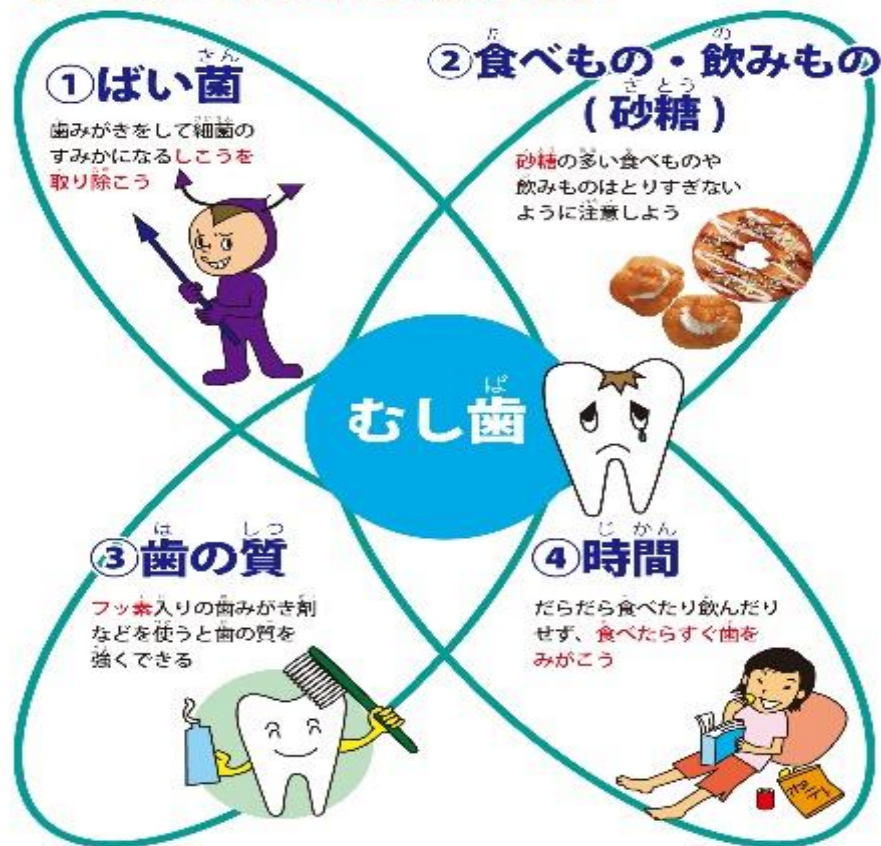 ①ばい菌
歯みがきをして細菌の
すみかになるしこうを
取り除こう
②食べもの・飲みもの
(砂糖)
砂糖の多い食べものや
飲みものはとりすぎない
ように注意しよう
むし歯
③歯の質
フッ素入りの歯みがき剤
などを使うと歯の質を
強くできる
④時間
だらだら食べたり飲んだり
せず、食べたらすぐ歯を
みがこう